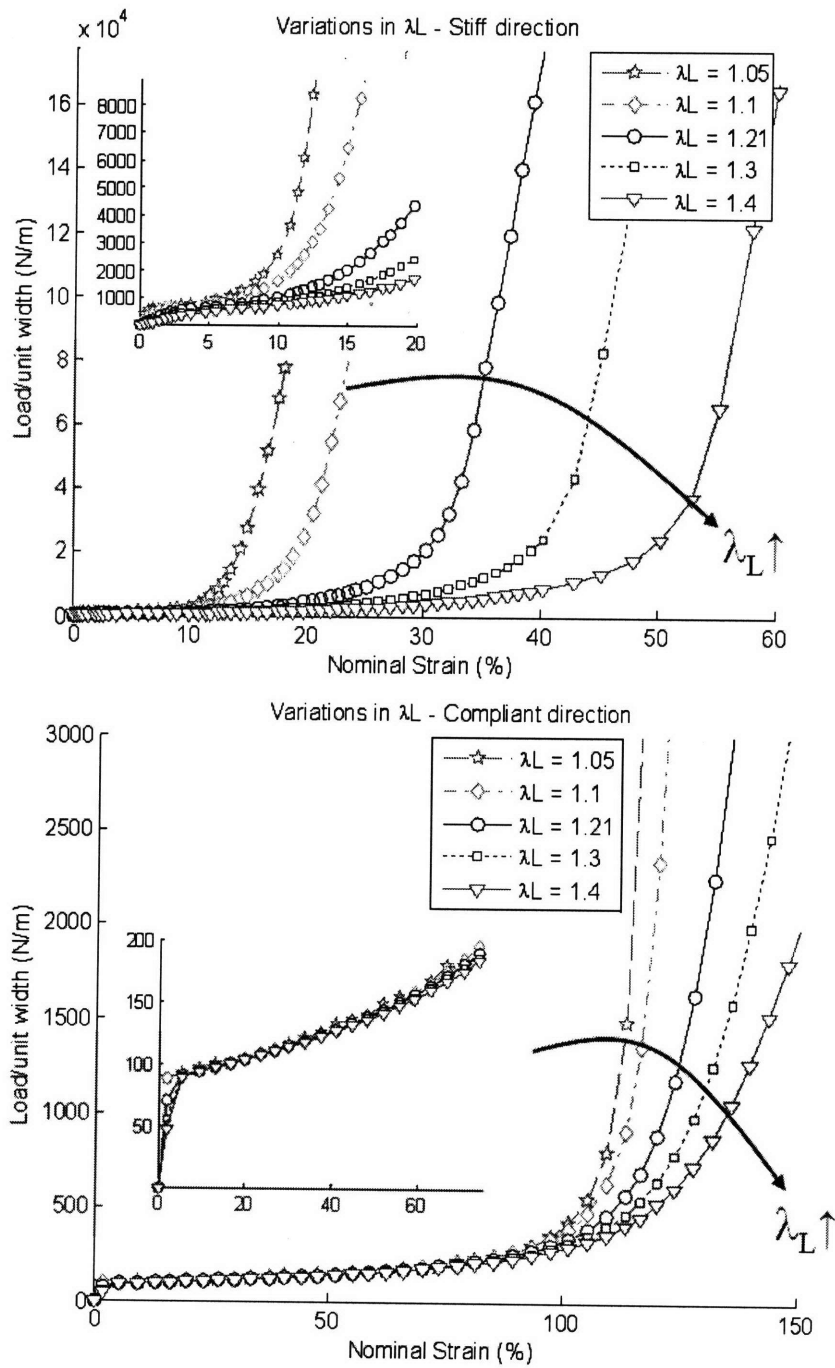 x 10⁴
Variations in λL - Stiff direction
Load/unit width (N/m)
16
14
12
10
8
6
4
2
0
8000
7000
6000
5000
4000
3000
2000
1000
0
5
10
15
20
λL = 1.05
λL = 1.1
λL = 1.21
λL = 1.3
λL = 1.4
λL ↑
0
10
20
30
40
50
60
Nominal Strain (%)
Variations in λL - Compliant direction
Load/unit width (N/m)
3000
2500
2000
1500
1000
500
0
200
150
100
50
0
20
40
60
λL = 1.05
λL = 1.1
λL = 1.21
λL = 1.3
λL = 1.4
λL ↑
0
50
100
150
Nominal Strain (%)